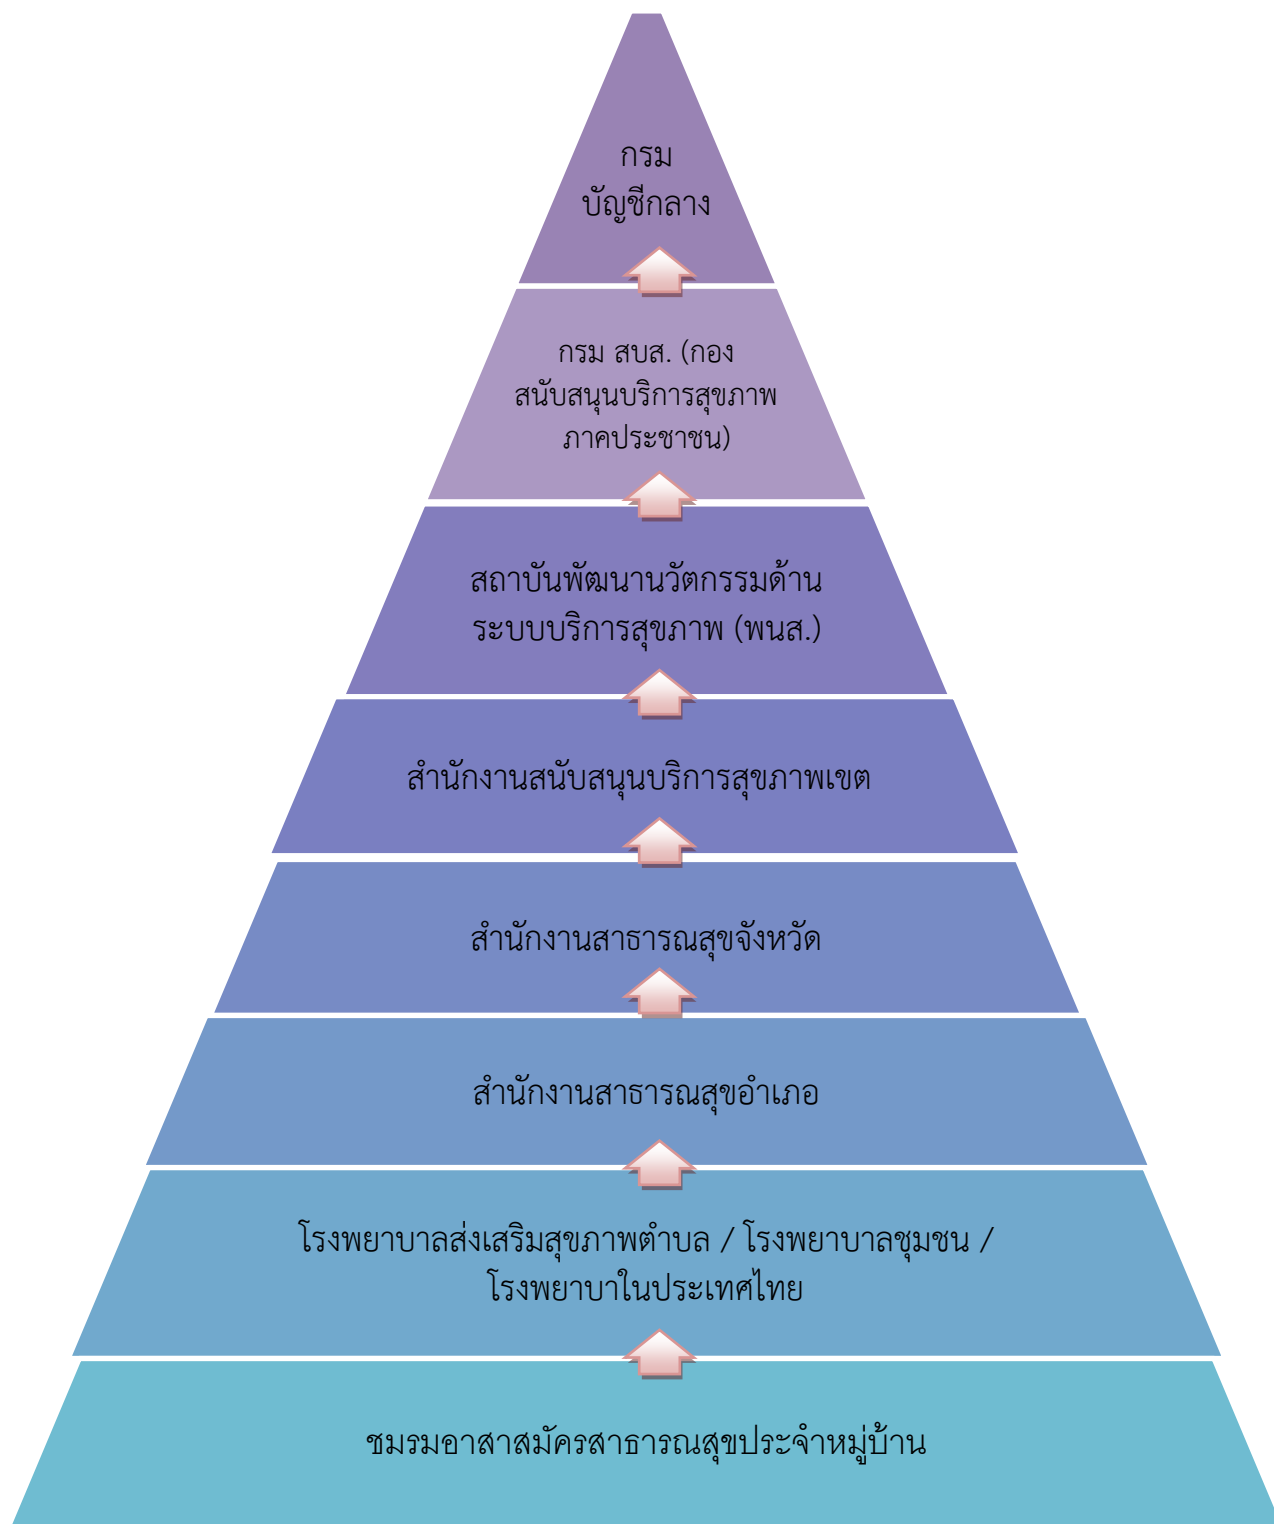 กรม
บัญชีกลาง
กรม สบส. (กอง
สนับสนุนบริการสุขภาพ
ภาคประชาชน)
สถาบันพัฒนานวัตกรรมด้าน
ระบบบริการสุขภาพ (พนส.)
สำนักงานสนับสนุนบริการสุขภาพเขต
สำนักงานสาธารณสุขจังหวัด
สำนักงานสาธารณสุขอำเภอ
โรงพยาบาลส่งเสริมสุขภาพตำบล / โรงพยาบาลชุมชน /
โรงพยาบาในประเทศไทย
ชมรมอาสาสมัครสาธารณสุขประจำหมู่บ้าน